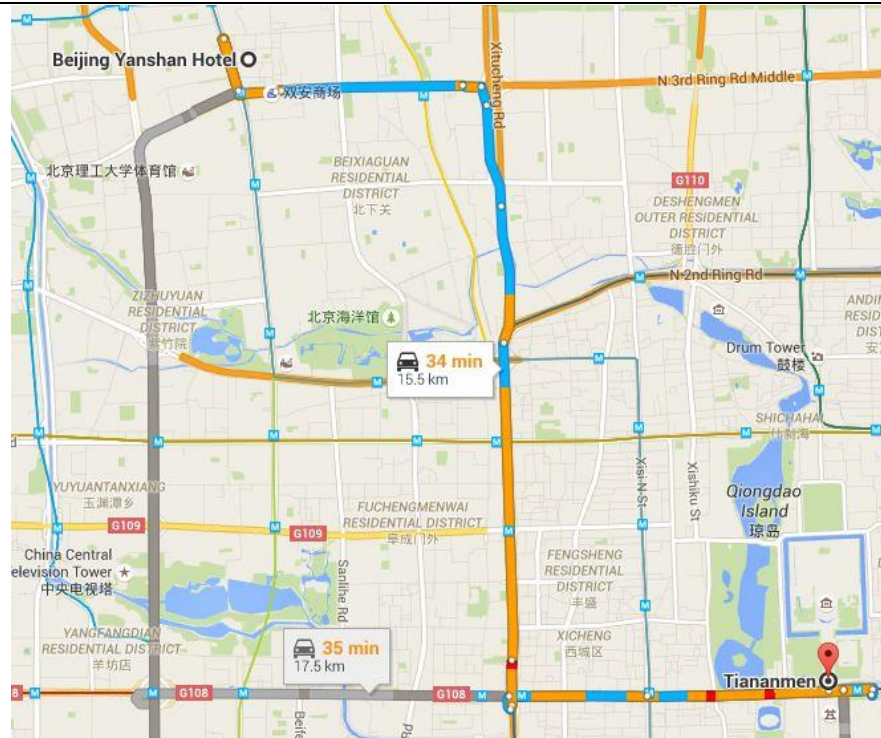 Beijing Yanshan Hotel
双安商场
Xitucheng Rd
N 3rd Ring Rd Middle
北京理工大学体育馆
BEIXIAGUAN
RESIDENTIAL
DISTRICT
北下关
G110
DESHENGMEN
OUTER RESIDENTIAL
DISTRICT
德胜门外
N 2nd Ring Rd
ZIZHUYUAN
RESIDENTIAL
DISTRICT
紫竹院
北京海洋馆
34 min
15.5 km
Drum Tower
鼓楼
SHICHAHAI
什刹海
YUYUANTANXIANG
玉渊潭乡
G109
G109
FUCHENGMENWAI
RESIDENTIAL DISTRICT
阜成门外
Xisi N St
Xishiku St
Qiongdao
Island
琼岛
China Central
elevision Tower
中央电视塔
Sanlihe Rd
FENGSHENG
RESIDENTIAL
DISTRICT
丰盛
YANGFANGDIAN
RESIDENTIAL DISTRICT
羊坊店
35 min
17.5 km
XICHENG
西城区
Tiananmen
G108
G108